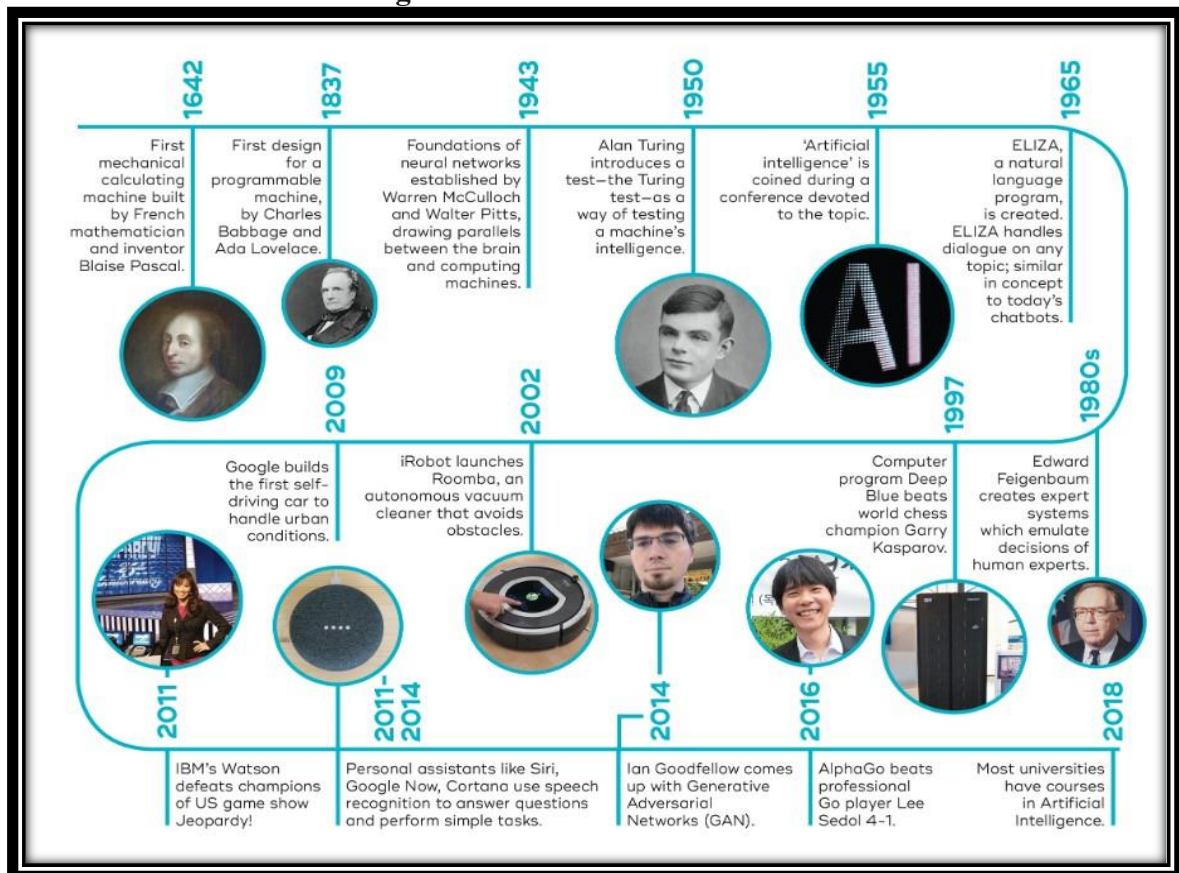 1642
First
mechanical
calculating
machine built
by French
mathematician
and inventor
Blaise Pascal.
1837
First design
for a
programmable
machine,
by Charles
Babbage and
Ada Lovelace.
1943
Foundations of
neural networks
established by
Warren McCulloch
and Walter Pitts,
drawing parallels
between the brain
and computing
machines.
1950
Alan Turing
introduces a
test—the Turing
test—as a
way of testing
a machine's
intelligence.
1955
'Artificial
intelligence' is
coined during a
conference devoted
to the topic.
AI
1965
ELIZA,
a natural
language
program,
is created.
ELIZA handles
dialogue on any
topic; similar
in concept
to today's
chatbots.
1980s
Edward
Feigenbaum
creates expert
systems
which emulate
decisions of
human experts.
1997
Computer
program Deep
Blue beats
world chess
champion Garry
Kasparov.
2002
iRobot launches
Roomba, an
autonomous vacuum
cleaner that avoids
obstacles.
2009
Google builds
the first self-
driving car to
handle urban
conditions.
2011
IBM's Watson
defeats champions
of US game show
Jeopardy!
2011-
2014
Personal assistants like Siri,
Google Now, Cortana use speech
recognition to answer questions
and perform simple tasks.
2014
Ian Goodfellow comes
up with Generative
Adversarial
Networks (GAN).
2016
AlphaGo beats
professional
Go player Lee
Sedol 4-1.
2018
Most universities
have courses
in Artificial
Intelligence.